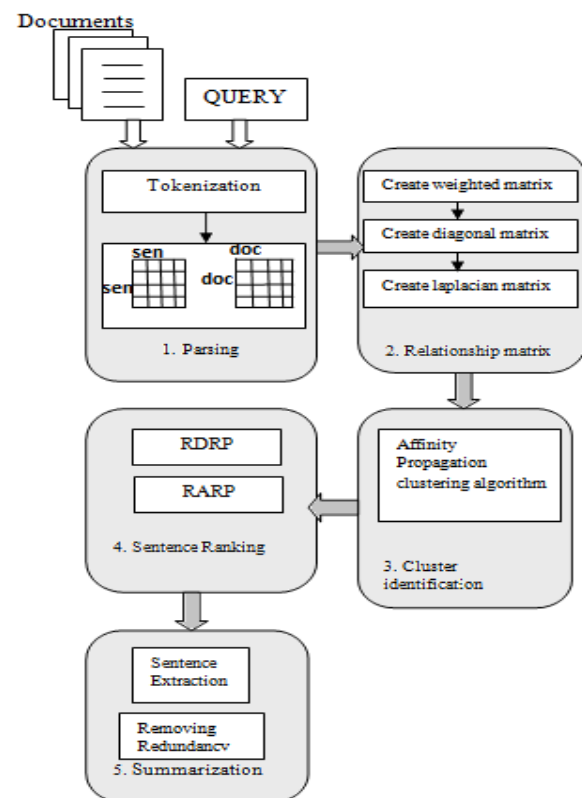 Documents
QUERY
Tokenization
sen
doc
sen
doc
1. Parsing
Create weighted matrix
Create diagonal matrix
Create laplacian matrix
2. Relationship matrix
Affinity
Propagation
clustering algorithm
3. Cluster
identification
RDRP
RARP
4. Sentence Ranking
Sentence
Extraction
Removing
Redundancy
5. Summarization